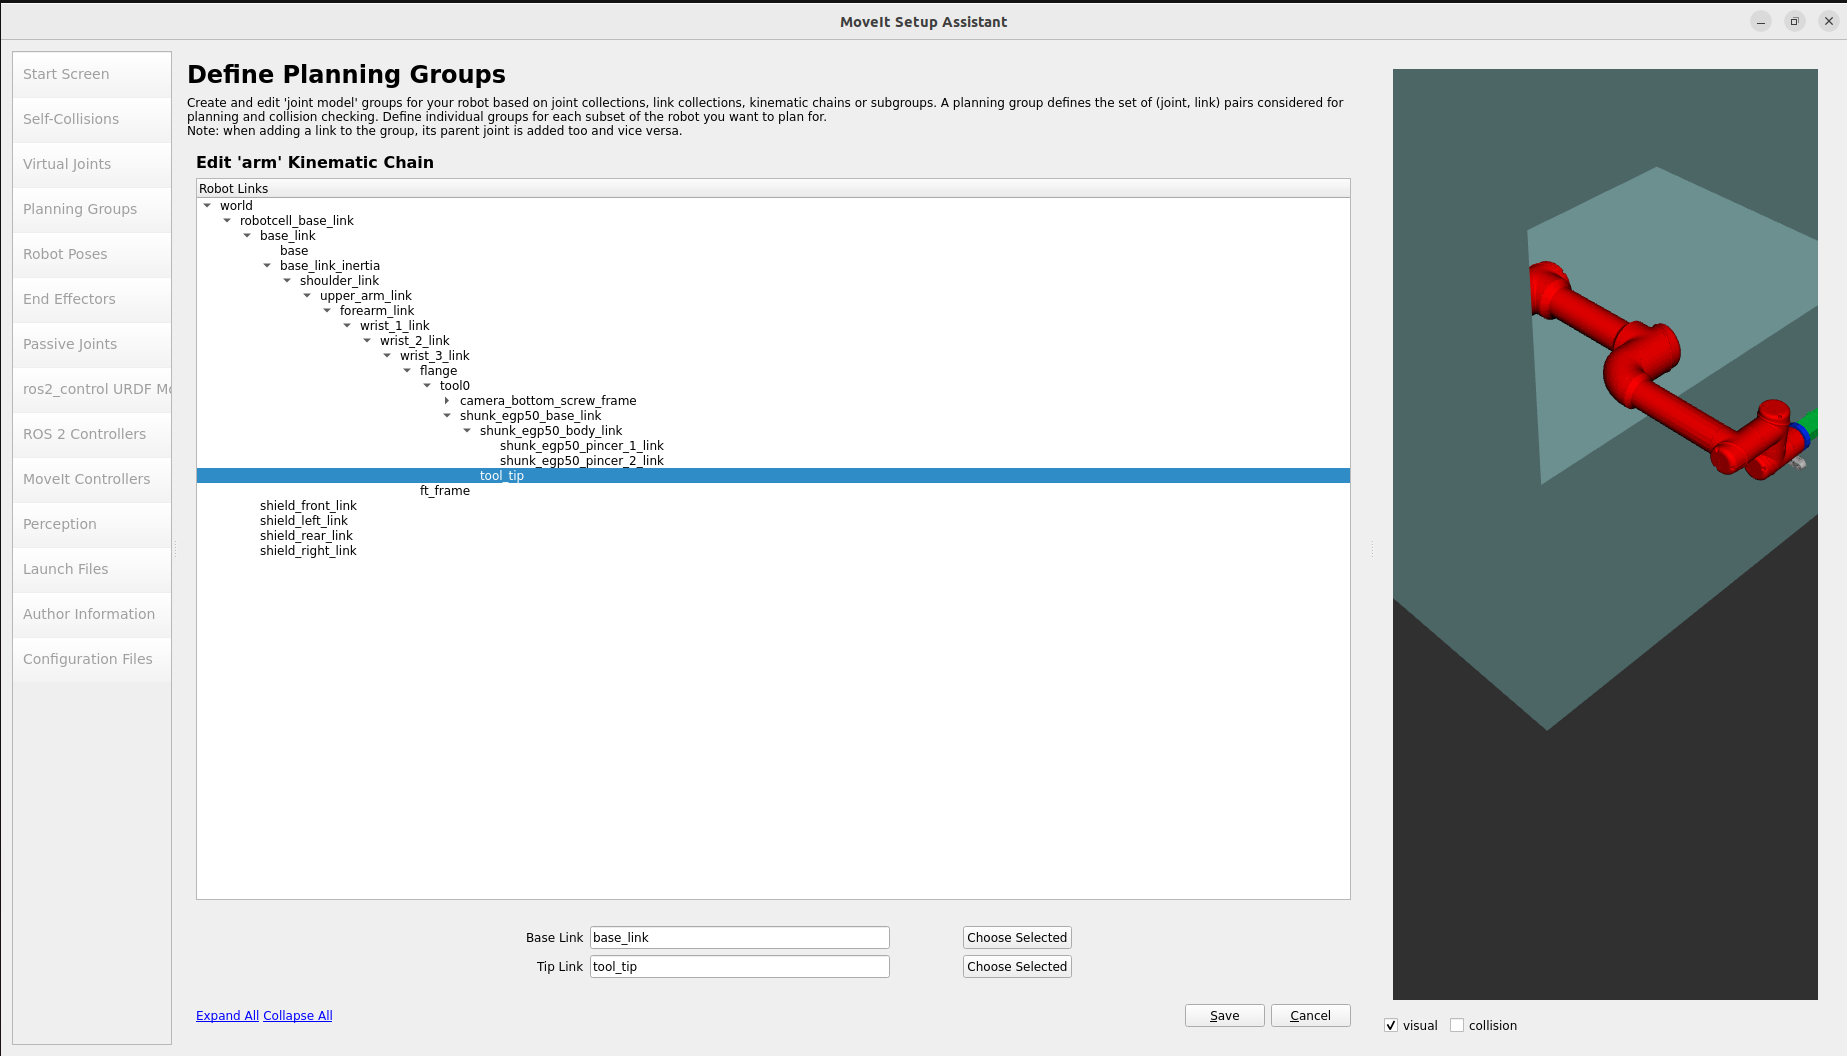 MoveIt Setup Assistant
Start Screen
Self-Collisions
Virtual Joints
Planning Groups
Robot Poses
End Effectors
Passive Joints
ros2_control URDF Mo
ROS 2 Controllers
MoveIt Controllers
Perception
Launch Files
Author Information
Configuration Files
Define Planning Groups
Create and edit 'joint model' groups for your robot based on joint collections, link collections, kinematic chains or subgroups. A planning group defines the set of (joint, link) pairs considered for
planning and collision checking. Define individual groups for each subset of the robot you want to plan for.
Note: when adding a link to the group, its parent joint is added too and vice versa.
Edit 'arm' Kinematic Chain
Robot Links
world
robotcell_base_link
base_link
base
base_link_inertia
shoulder_link
upper_arm_link
forearm_link
wrist_1_link
wrist_2_link
wrist_3_link
flange
tool0
camera_bottom_screw_frame
shunk_egp50_base_link
shunk_egp50_body_link
shunk_egp50_pincer_1_link
shunk_egp50_pincer_2_link
tool_tip
ft_frame
shield_front_link
shield_left_link
shield_rear_link
shield_right_link
Base Link base_link Choose Selected
Tip Link tool_tip Choose Selected
Expand All Collapse All Save Cancel
visual collision